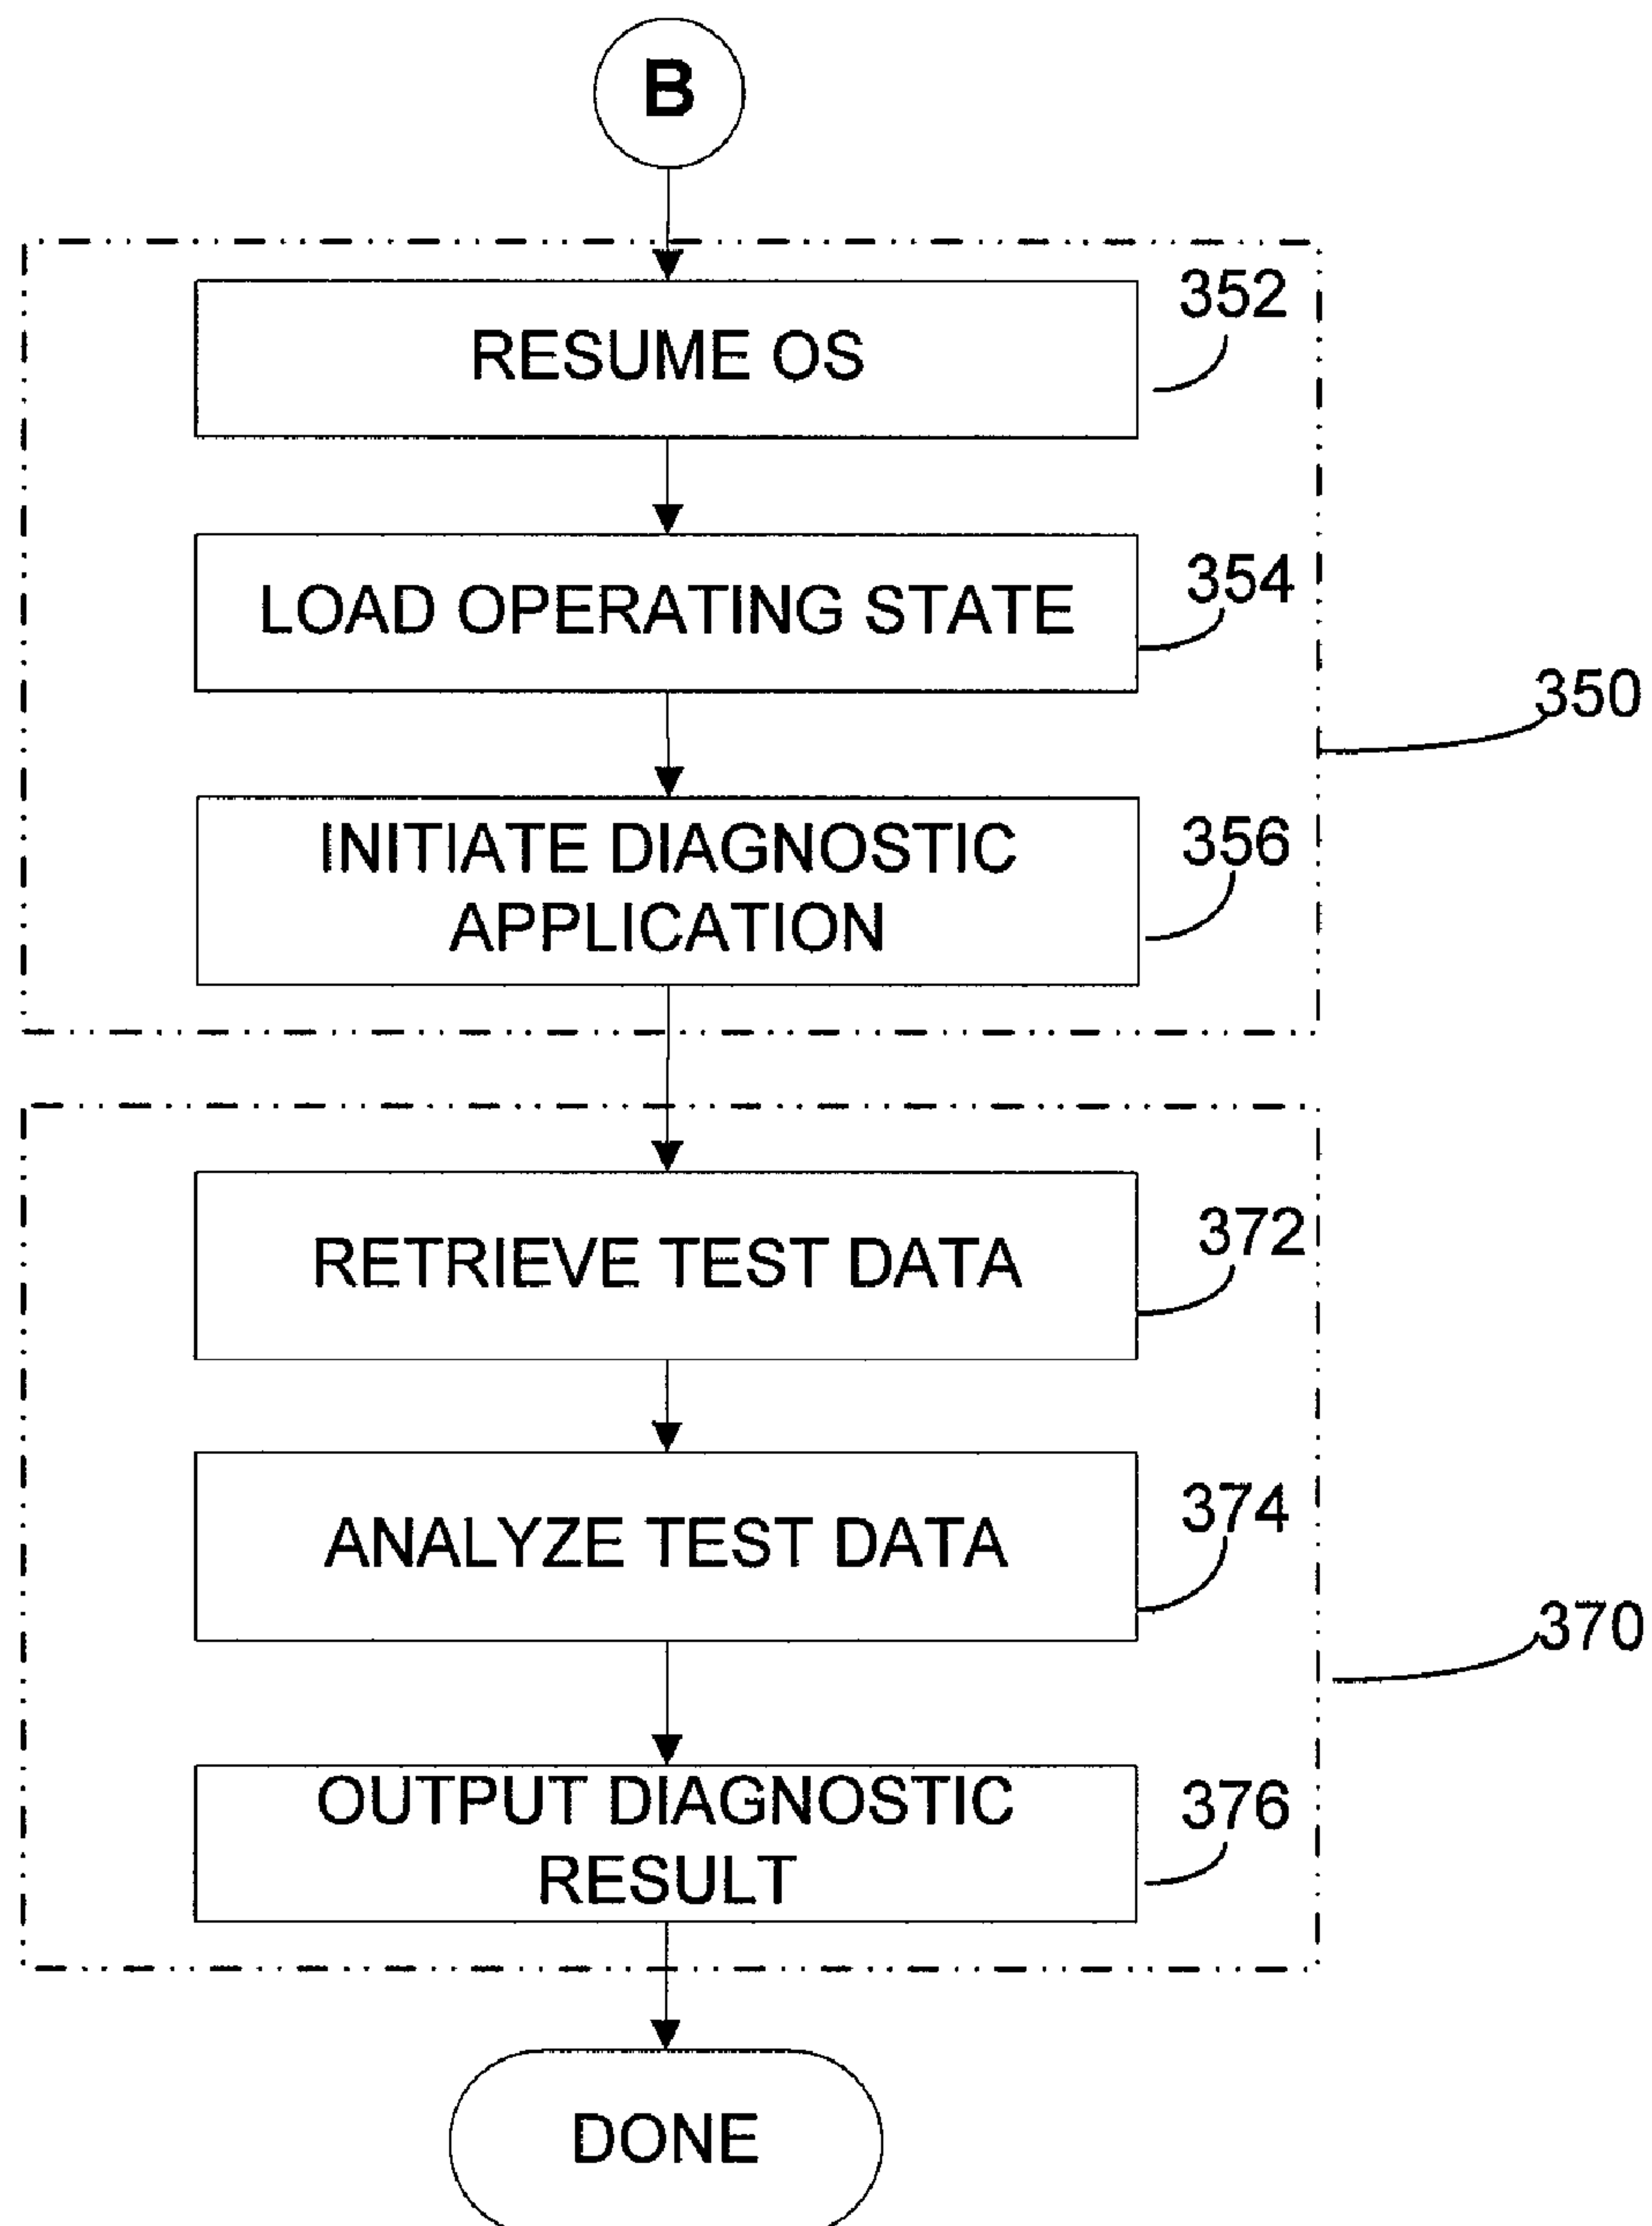 B
RESUME OS
352
LOAD OPERATING STATE
354
350
INITIATE DIAGNOSTIC
APPLICATION
356
RETRIEVE TEST DATA
372
ANALYZE TEST DATA
374
370
OUTPUT DIAGNOSTIC
RESULT
376
DONE